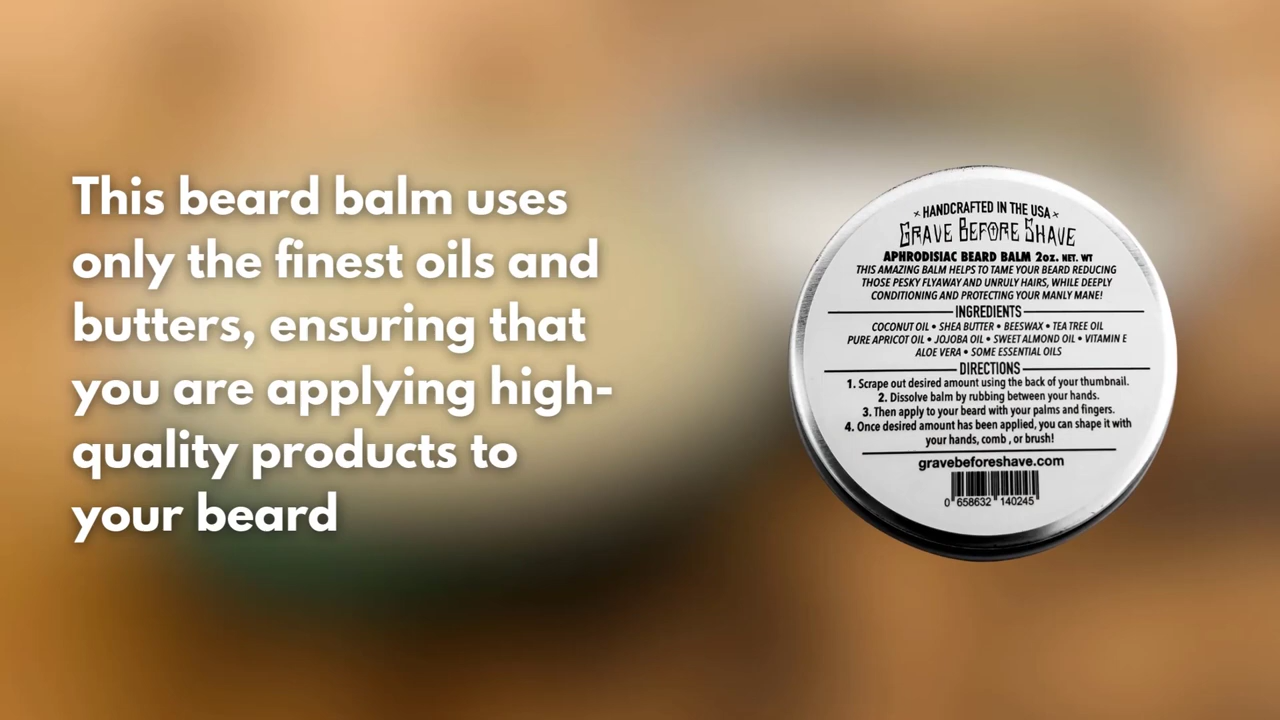 This beard balm uses
only the finest oils and
butters, ensuring that
you are applying high-
quality products to
your beard
× HANDCRAFTED IN THE USA ×
GRAVE BEFORE SHAVE
APHRODISIAC BEARD BALM 2oz. NET. WT
THIS AMAZING BALM HELPS TO TAME YOUR BEARD REDUCING
THOSE PESKY FLYAWAY AND UNRULY HAIRS, WHILE DEEPLY
CONDITIONING AND PROTECTING YOUR MANLY MANE!
INGREDIENTS
COCONUT OIL • SHEA BUTTER • BEESWAX • TEA TREE OIL
PURE APRICOT OIL • JOJOBA OIL • SWEET ALMOND OIL • VITAMIN E
ALOE VERA • SOME ESSENTIAL OILS
DIRECTIONS
1. Scrape out desired amount using the back of your thumbnail.
2. Dissolve balm by rubbing between your hands.
3. Then apply to your beard with your palms and fingers.
4. Once desired amount has been applied, you can shape it with
your hands, comb , or brush!
gravebeforeshave.com
0 658632 140245